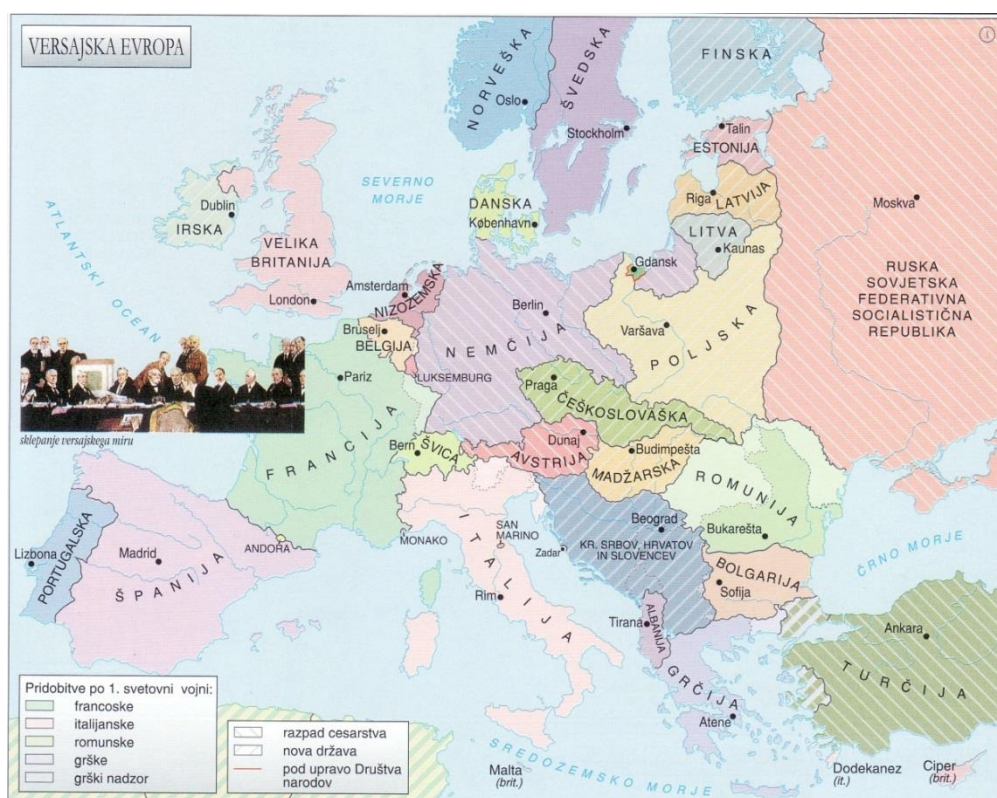 VERSAJSKA EVROPA
i
NORVEŠKA
Oslo
ŠVEDSKA
Stockholm
FINSKA
Talin
ESTONIJA
Riga
LATVIJA
LITVA
Kaunas
Moskva
RUSKA
SOVJETSKA
FEDERATIVNA
SOCIALISTIČNA
REPUBLIKA
ATLANTSKI OCEAN
SEVERNO
MORJE
Dublin
IRSKA
VELIKA
BRITANIJA
London
DANSKA
København
Amsterdam
NIZOZEMSKA
Bruselj
BELGIJA
LUKSEMBURG
Berlin
NEMČIJA
Gdansk
Varšava
POLJSKA
Praga
ČEŠKOSLOVAŠKA
Pariz
FRANCIJA
sklepanje versajskega miru
Bern
ŠVICA
Dunaj
AVSTRIJA
Budimpešta
MADŽARSKA
ROMUNIJA
Bukarešta
Beograd
KR. SRBOV, HRVATOV
IN SLOVENCEV
BOLGARIJA
Sofija
ČRNO MORJE
MONAKO
SAN
MARINO
Zadar
ITALIJA
Rim
ANDORA
Lizbona
PORTUGALSKA
Madrid
ŠPANIJA
Tirana
ALBANIJA
GRČIJA
Atene
Ankara
TURČIJA
SREDOZEMSKO MORJE
Malta
(brit.)
Dodekanez
(it.)
Ciper
(brit.)
Pridobitve po 1. svetovni vojni:
francoske
italijanske
romunske
grške
grški nadzor
razpad cesarstva
nova država
pod upravo Društva
narodov